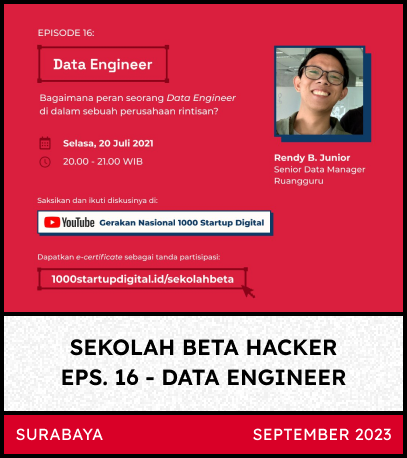 EPISODE 16:
Data Engineer
Bagaimana peran seorang Data Engineer
di dalam sebuah perusahaan rintisan?
Selasa, 20 Juli 2021
20.00 - 21.00 WIB
Rendy B. Junior
Senior Data Manager
Ruangguru
Saksikan dan ikuti diskusinya di:
YouTube Gerakan Nasional 1000 Startup Digital
Dapatkan e-certificate sebagai tanda partisipasi:
1000startupdigital.id/sekolahbeta
SEKOLAH BETA HACKER
EPS. 16 - DATA ENGINEER
SURABAYA SEPTEMBER 2023